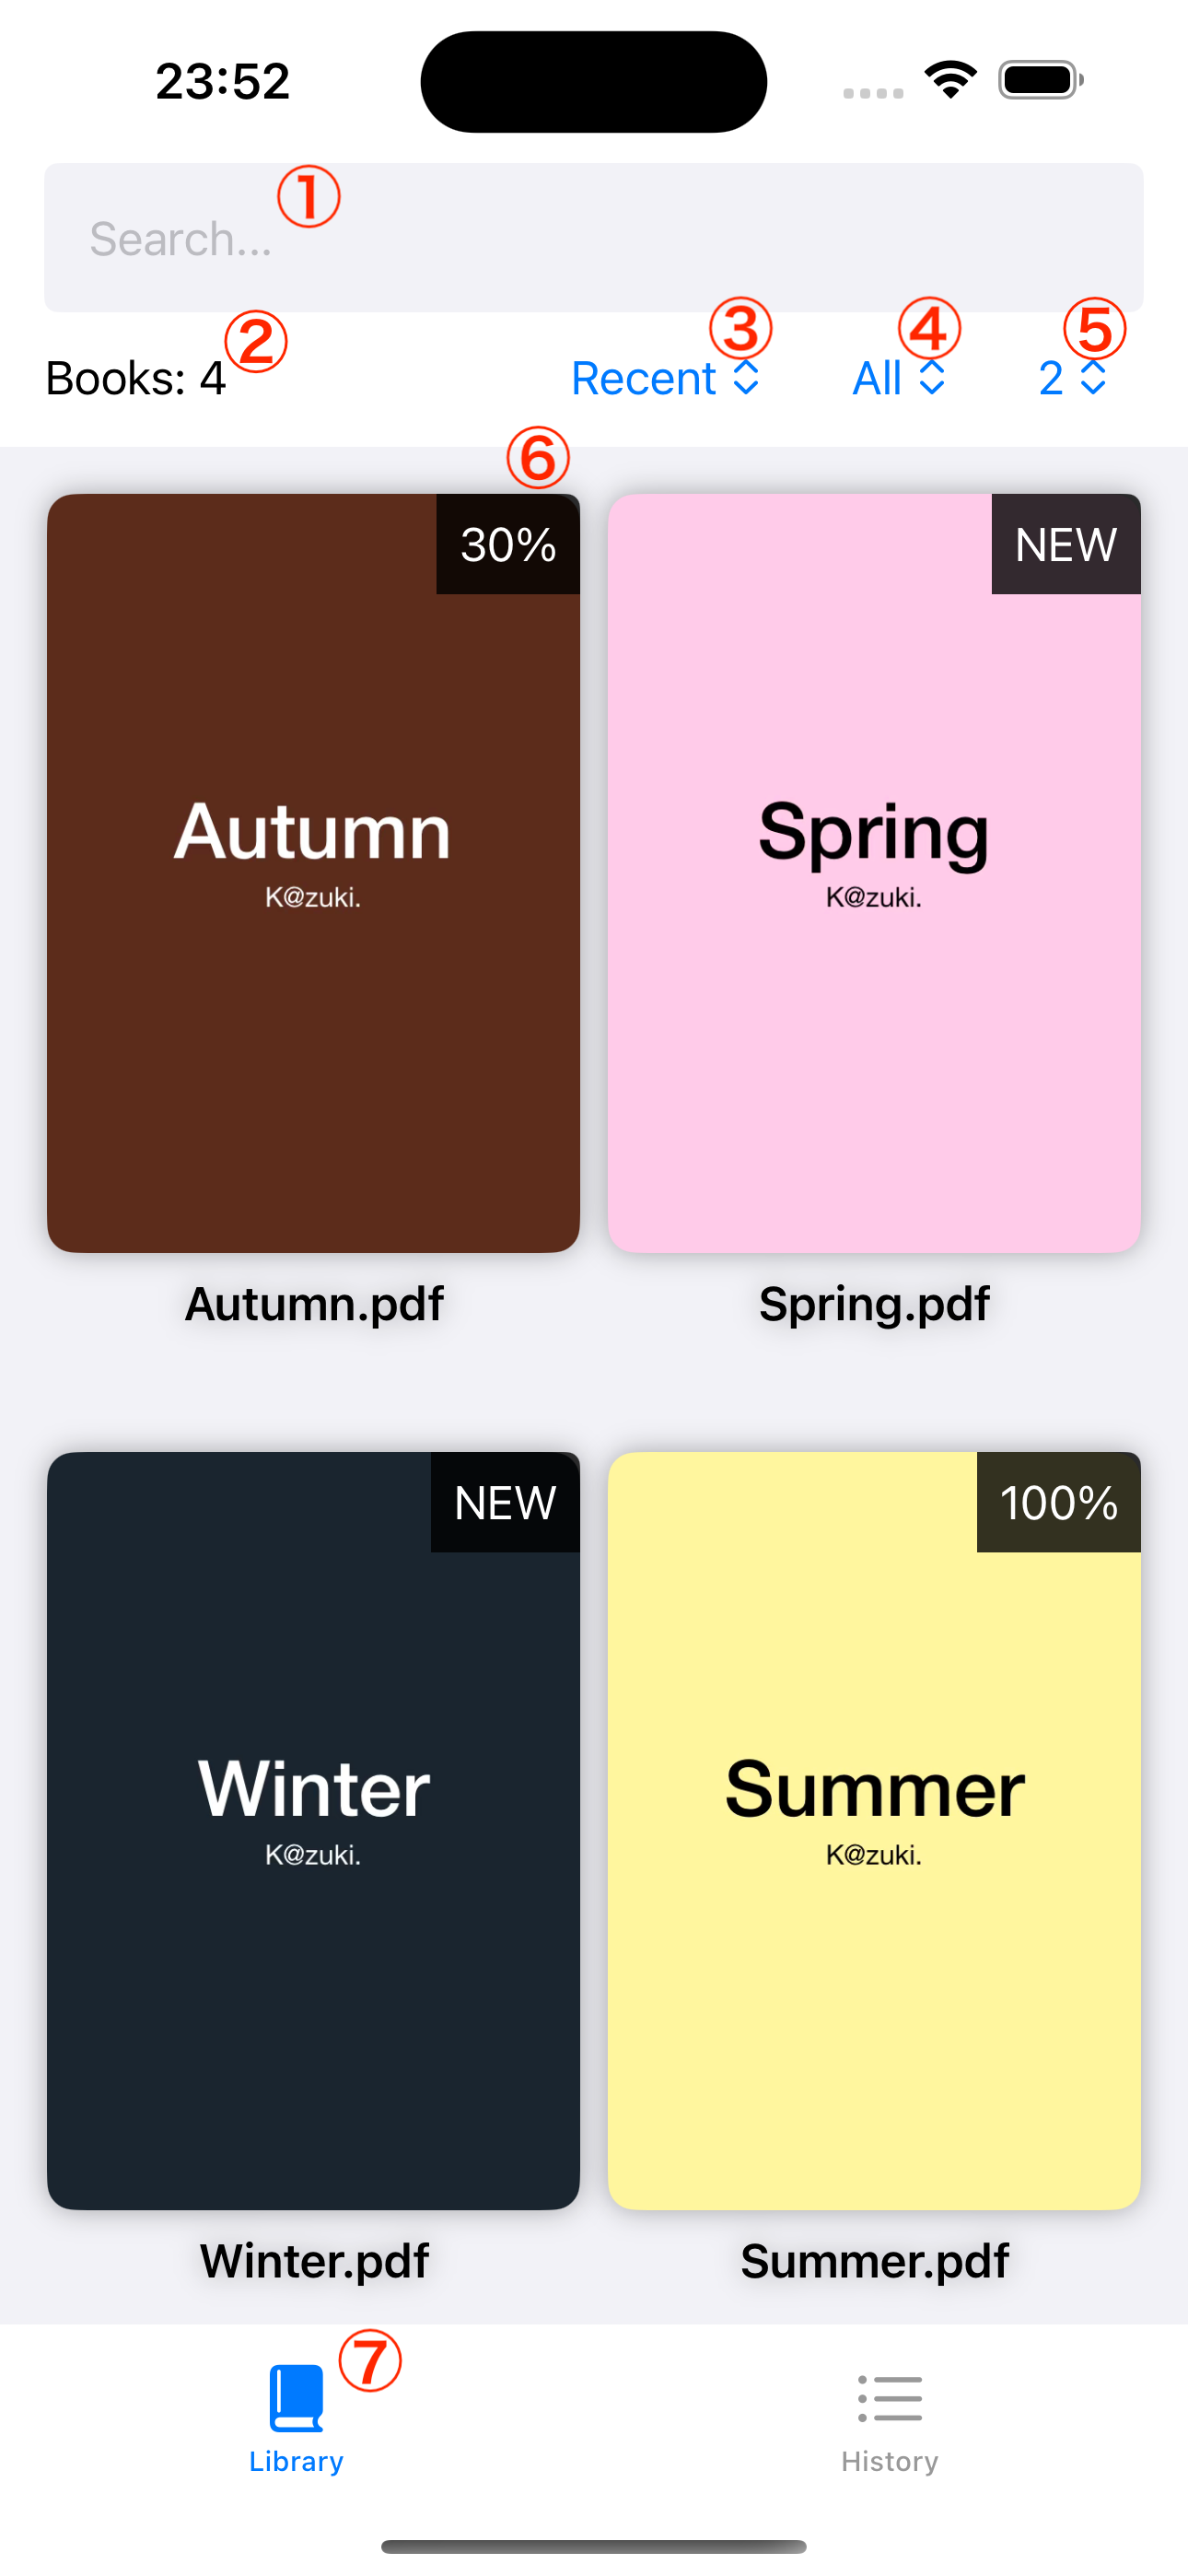 23:52
①
Search...
②
③
④
⑤
Books: 4
Recent
All
2
⑥
30%
NEW
Autumn
K@zuki.
Spring
K@zuki.
Autumn.pdf
Spring.pdf
NEW
100%
Winter
K@zuki.
Summer
K@zuki.
Winter.pdf
Summer.pdf
⑦
Library
History